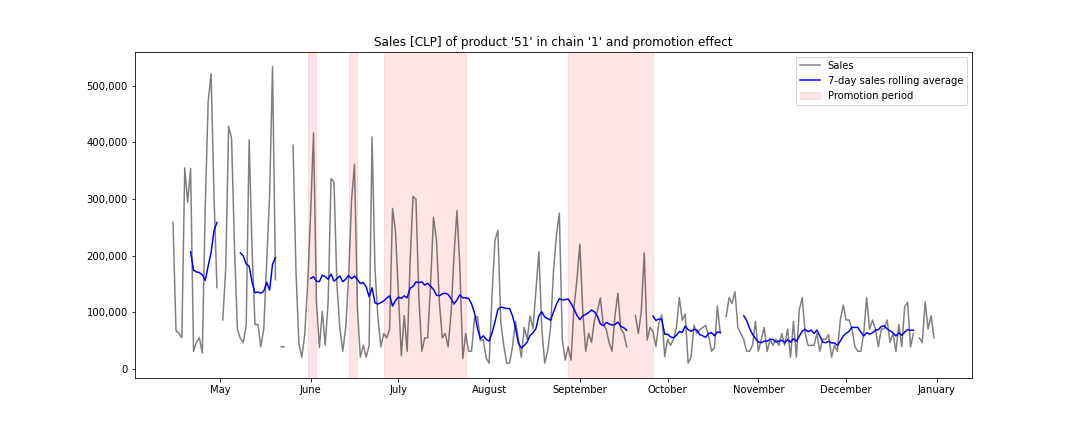 Sales [CLP] of product '51' in chain '1' and promotion effect
Sales
7-day sales rolling average
Promotion period
500,000
400,000
300,000
200,000
100,000
0
May June July August September October November December January